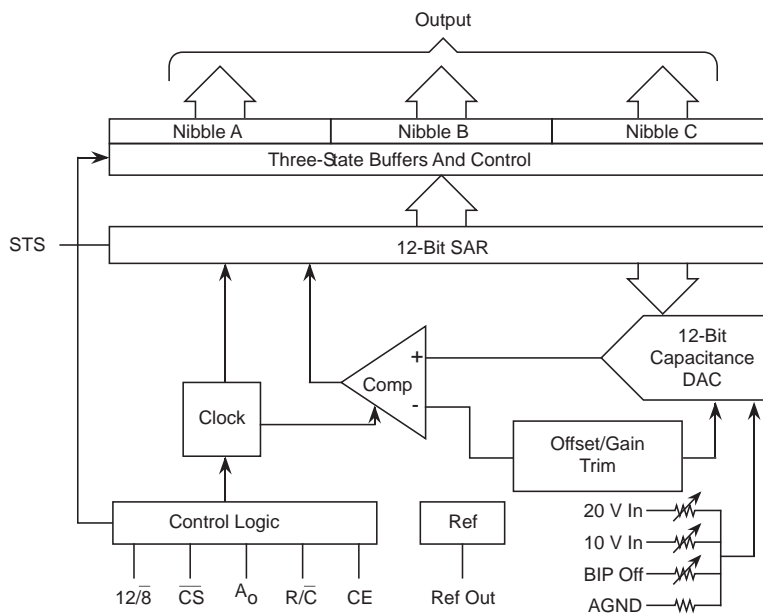 Output
Nibble A
Nibble B
Nibble C
Three-State Buffers And Control
STS
12-Bit SAR
12-Bit
Capacitance
DAC
+
Comp
-
Clock
Offset/Gain
Trim
Control Logic
Ref
20 V In
10 V In
BIP Off
AGND
12/8̅
C̅S̅
Ao
R/C̅
CE
Ref Out